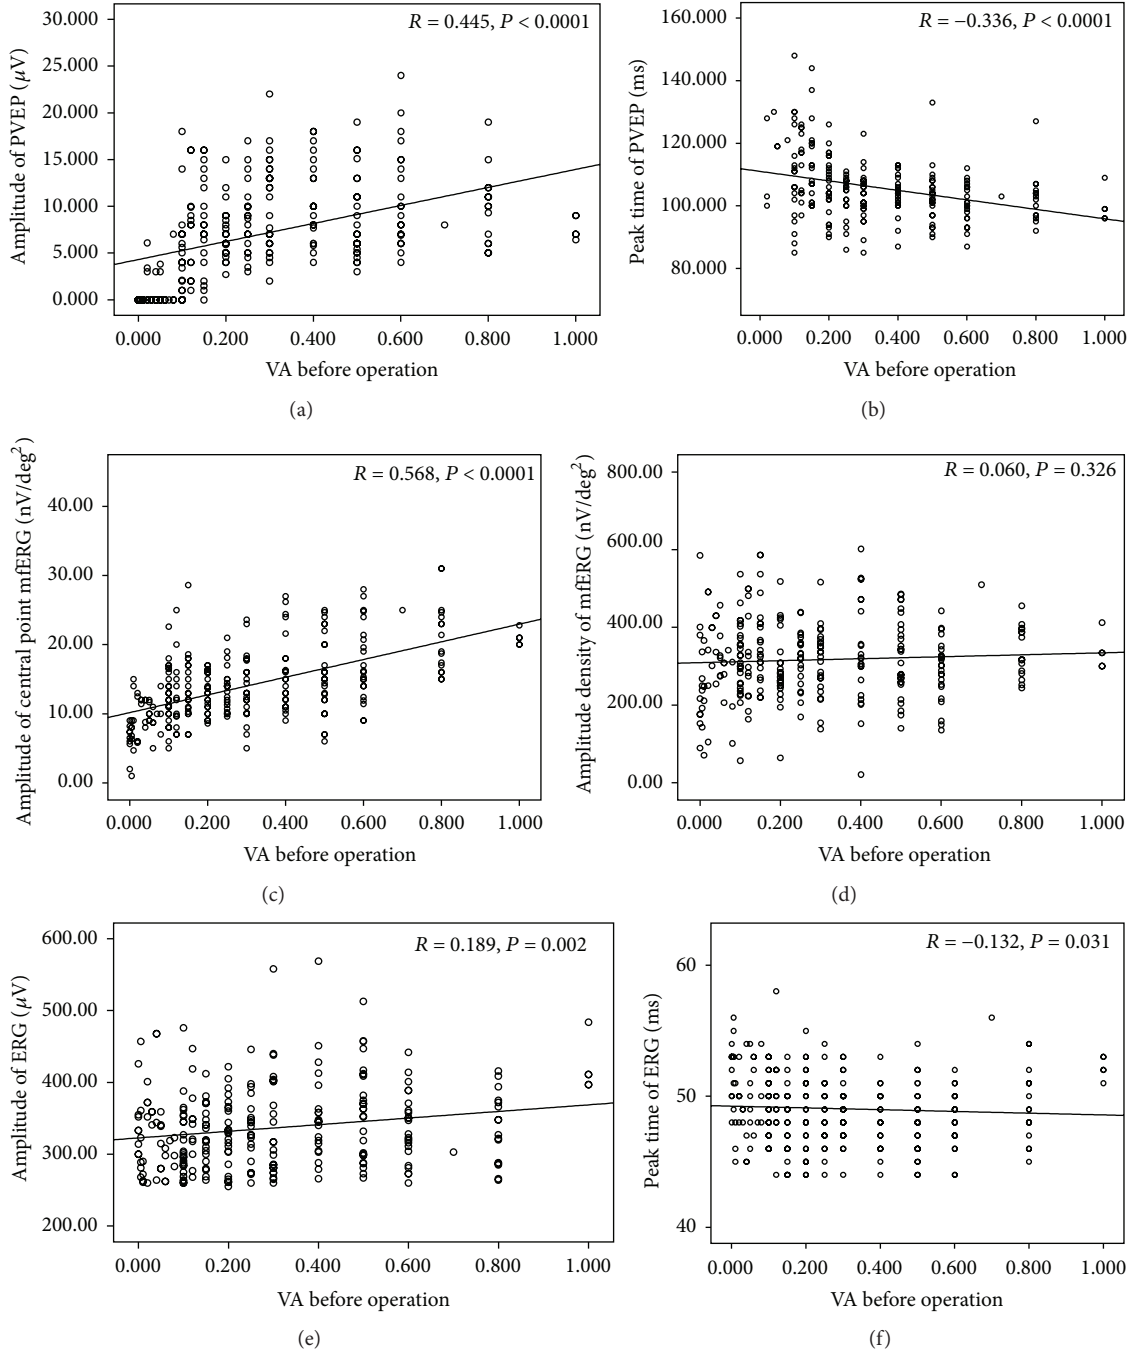 R = 0.445, P < 0.0001
30.000
25.000
20.000
15.000
10.000
5.000
0.000
Amplitude of PVEP (μV)
0.000 0.200 0.400 0.600 0.800 1.000
VA before operation
(a)
R = −0.336, P < 0.0001
160.000
140.000
120.000
100.000
80.000
Peak time of PVEP (ms)
0.000 0.200 0.400 0.600 0.800 1.000
VA before operation
(b)
R = 0.568, P < 0.0001
40.00
30.00
20.00
10.00
0.00
Amplitude of central point mfERG (nV/deg²)
0.000 0.200 0.400 0.600 0.800 1.000
VA before operation
(c)
R = 0.060, P = 0.326
800.00
600.00
400.00
200.00
0.00
Amplitude density of mfERG (nV/deg²)
0.000 0.200 0.400 0.600 0.800 1.000
VA before operation
(d)
R = 0.189, P = 0.002
600.00
500.00
400.00
300.00
200.00
Amplitude of ERG (μV)
0.000 0.200 0.400 0.600 0.800 1.000
VA before operation
(e)
R = −0.132, P = 0.031
60
50
40
Peak time of ERG (ms)
0.000 0.200 0.400 0.600 0.800 1.000
VA before operation
(f)